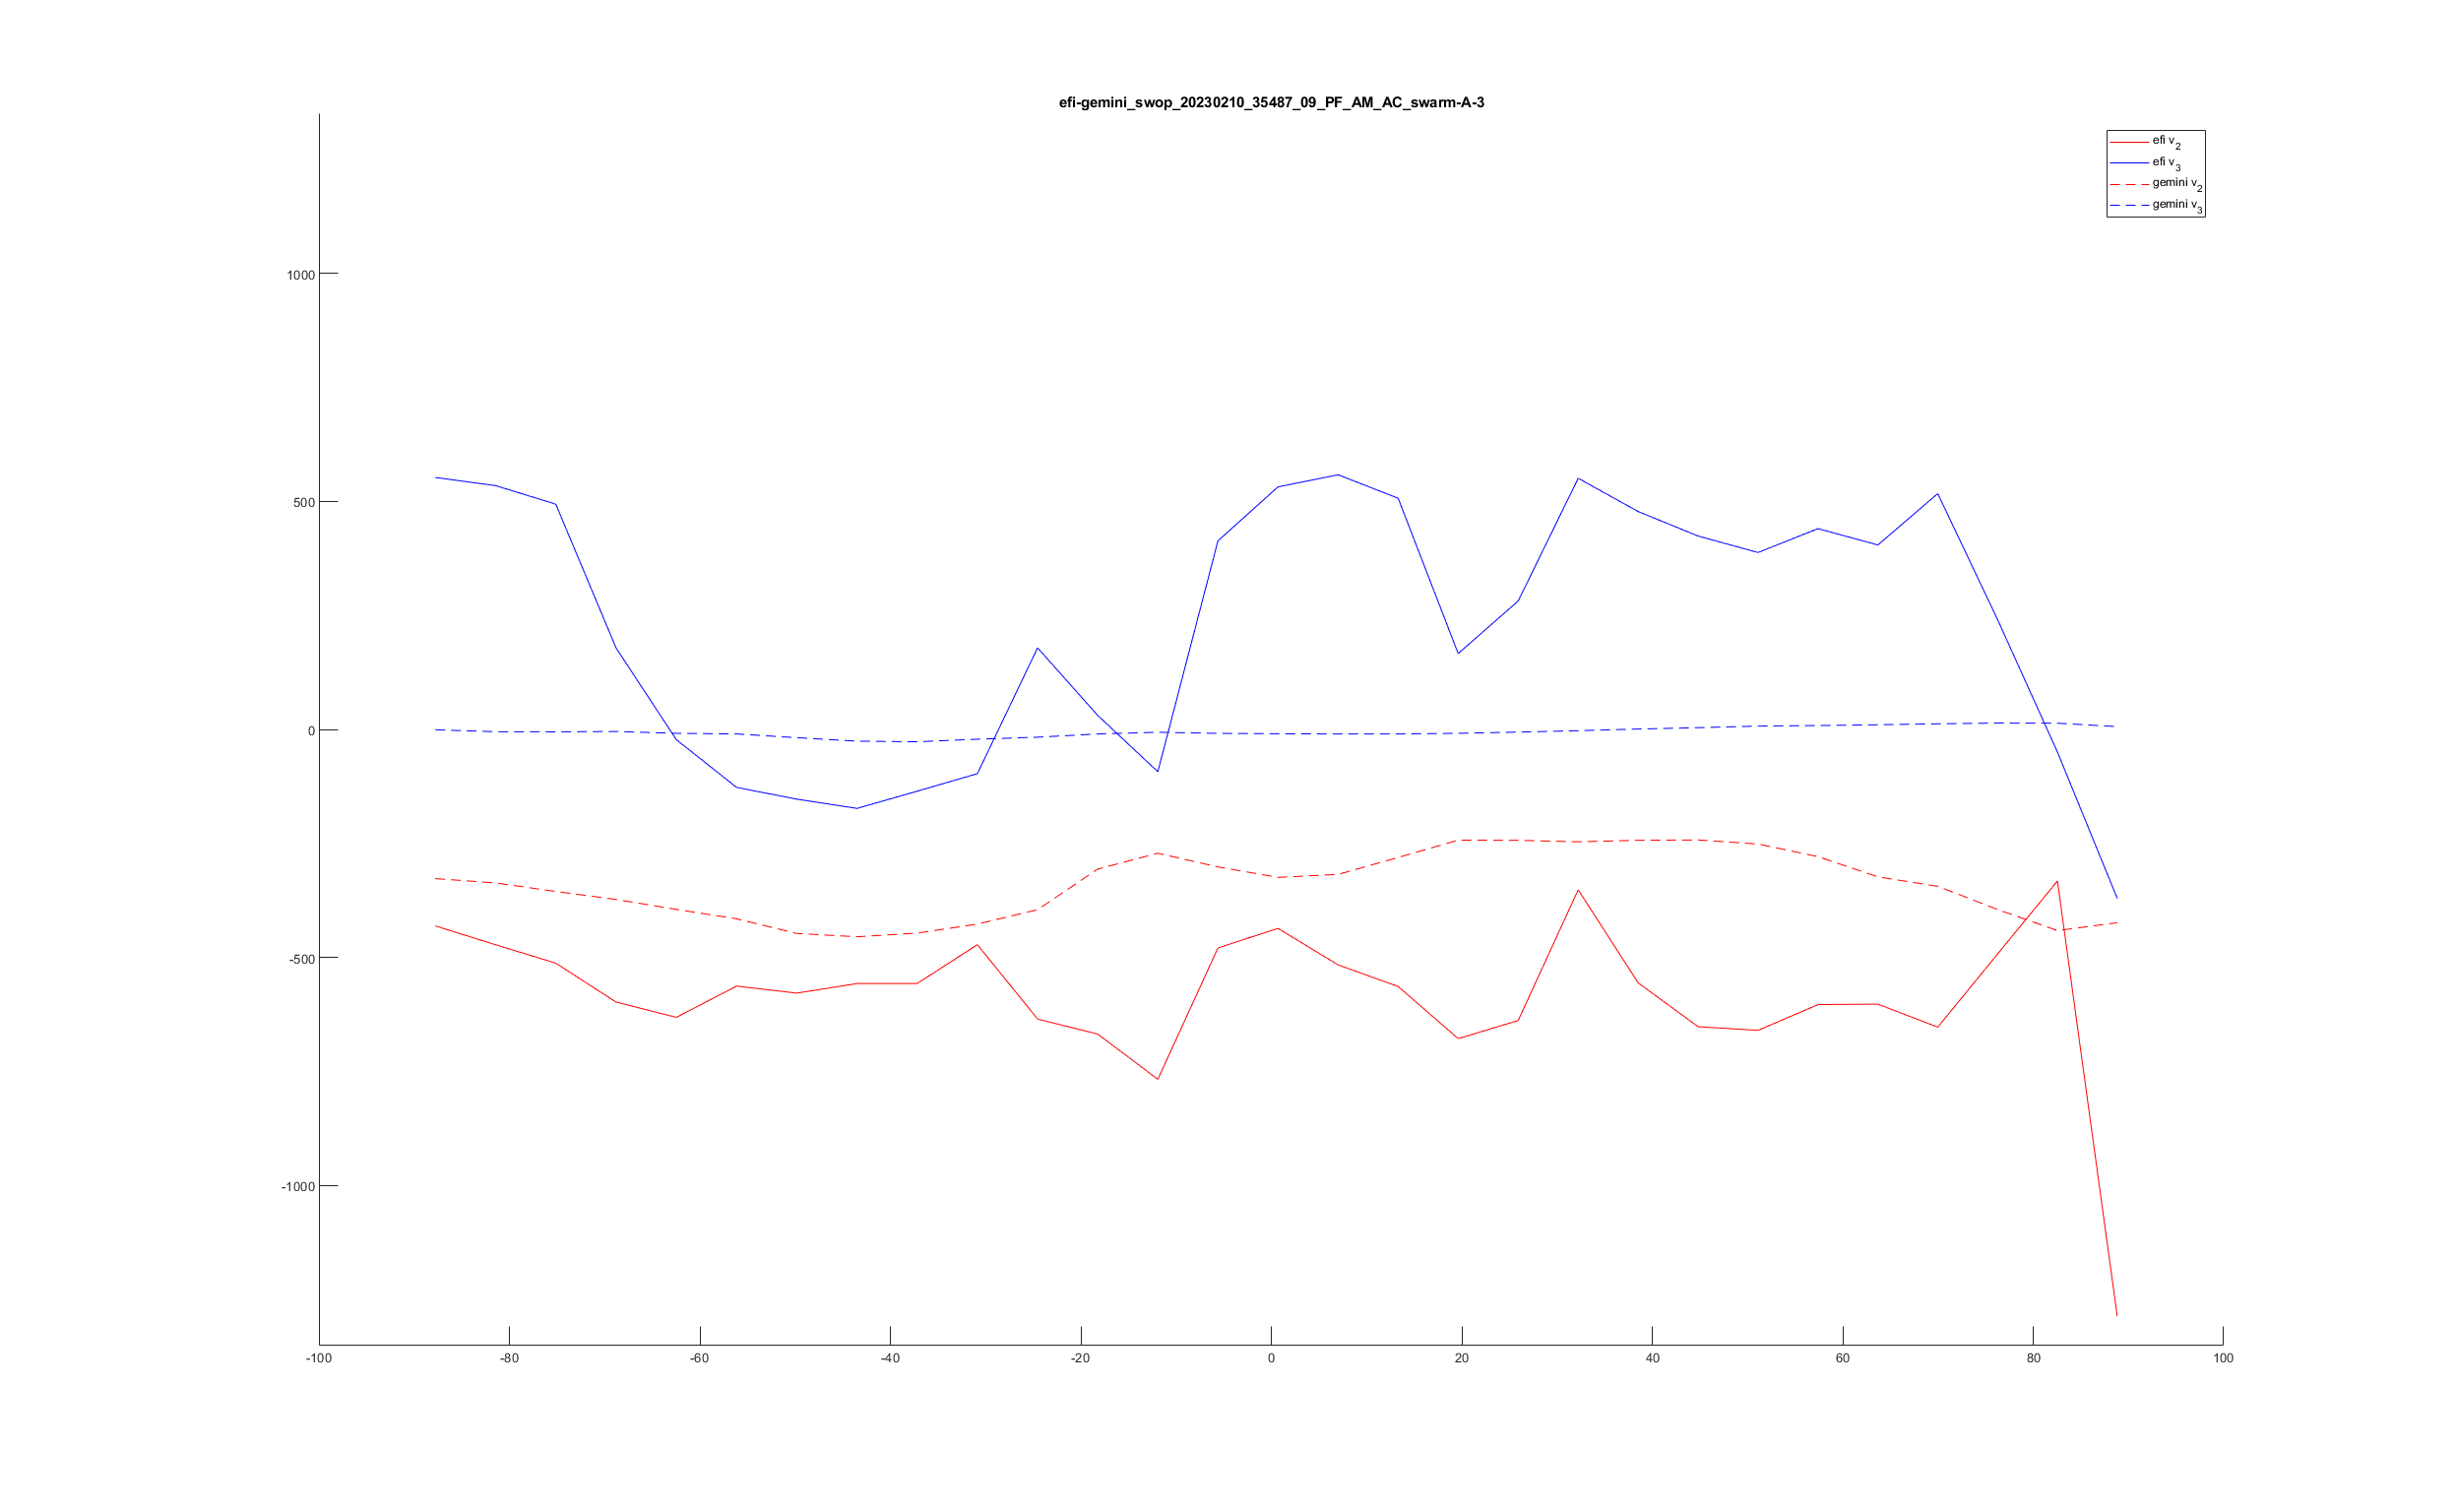 efi-gemini_swop_20230210_35487_09_PF_AM_AC_swarm-A-3
efi v2
efi v3
gemini v2
gemini v3
1000
500
0
-500
-1000
-100 -80 -60 -40 -20 0 20 40 60 80 100